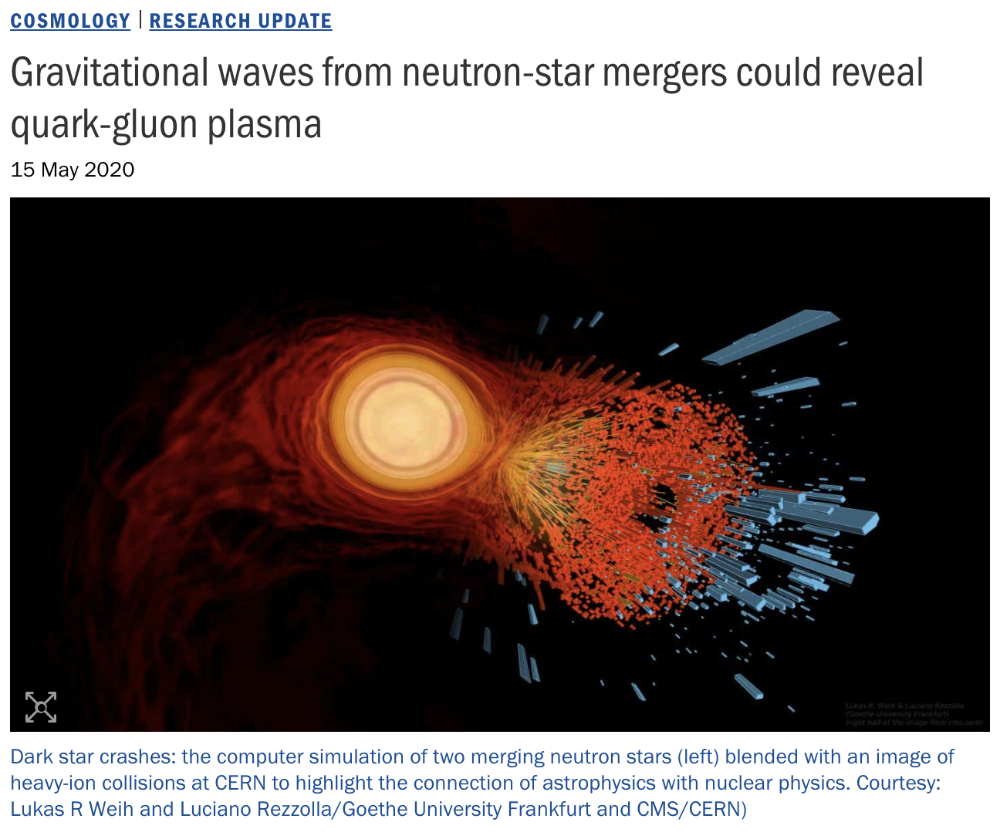 COSMOLOGY | RESEARCH UPDATE
Gravitational waves from neutron-star mergers could reveal
quark-gluon plasma
15 May 2020
Lukas R. Weih & Luciano Rezzolla
(Goethe University Frankfurt)
(right half of the image from cms.cern)
Dark star crashes: the computer simulation of two merging neutron stars (left) blended with an image of
heavy-ion collisions at CERN to highlight the connection of astrophysics with nuclear physics. Courtesy:
Lukas R Weih and Luciano Rezzolla/Goethe University Frankfurt and CMS/CERN)